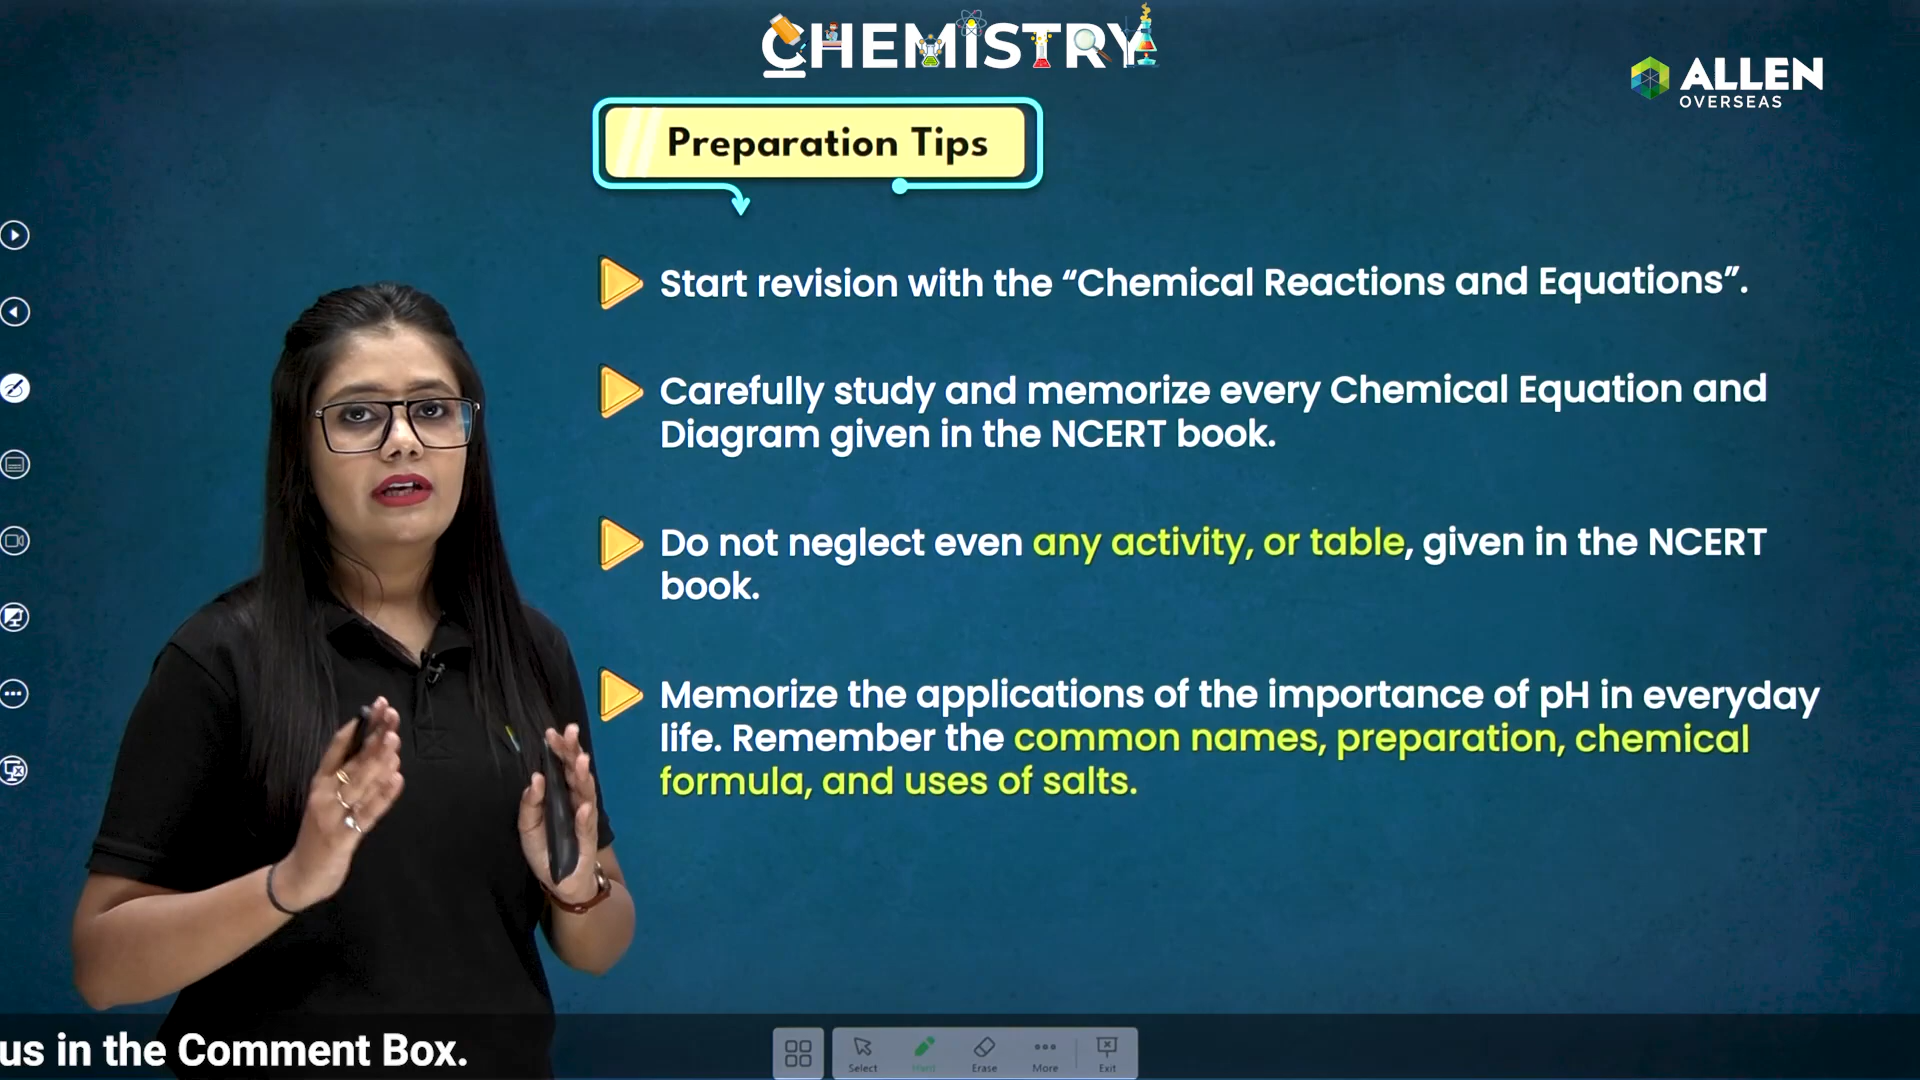 CHEMISTRY
ALLEN
OVERSEAS
Preparation Tips
Start revision with the “Chemical Reactions and Equations”.
Carefully study and memorize every Chemical Equation and
Diagram given in the NCERT book.
Do not neglect even any activity, or table, given in the NCERT
book.
Memorize the applications of the importance of pH in everyday
life. Remember the common names, preparation, chemical
formula, and uses of salts.
us in the Comment Box.
Select Erase More Exit